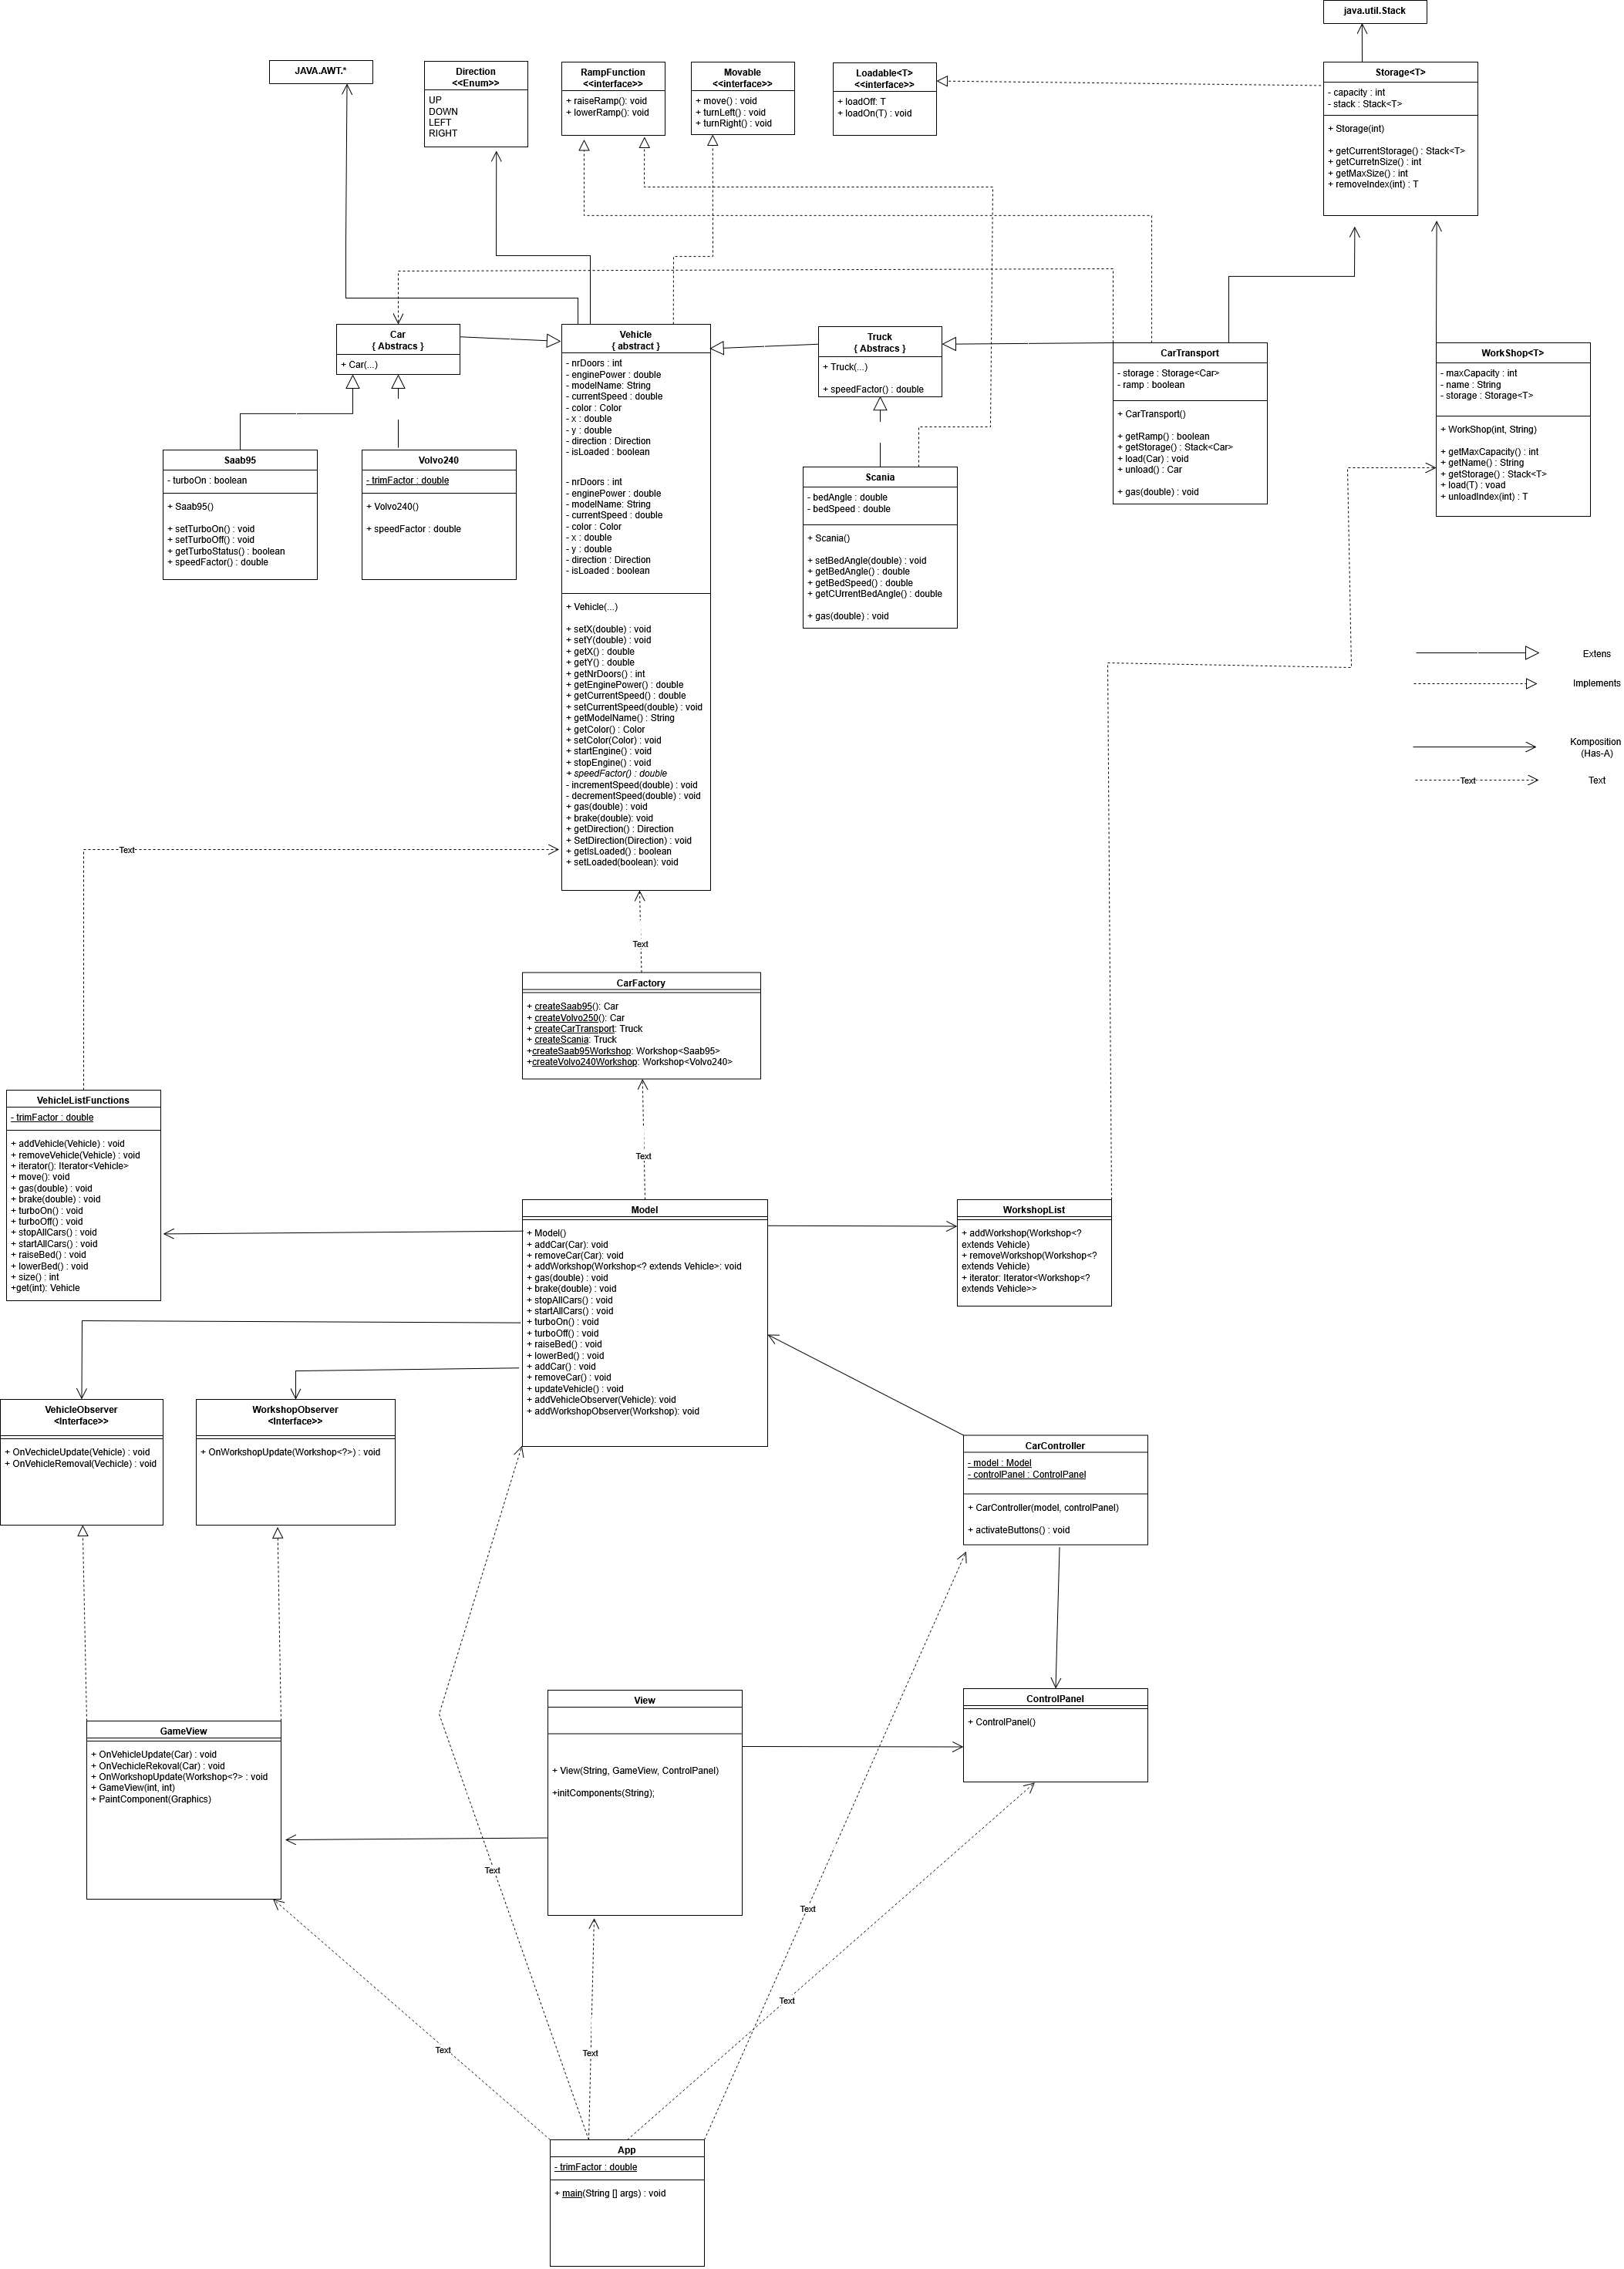 java.util.Stack
JAVA.AWT.*
Direction
<<Enum>>
UP
DOWN
LEFT
RIGHT
RampFunction
<<interface>>
+ raiseRamp(): void
+ lowerRamp(): void
Movable
<<interface>>
+ move() : void
+ turnLeft() : void
+ turnRight() : void
Loadable<T>
<<interface>>
+ loadOff: T
+ loadOn(T) : void
Storage<T>
- capacity : int
- stack : Stack<T>
+ Storage(int)
+ getCurrentStorage() : Stack<T>
+ getCurretnSize() : int
+ getMaxSize() : int
+ removeIndex(int) : T
Car
{ Abstracs }
+ Car(...)
Vehicle
{ abstract }
- nrDoors : int
- enginePower : double
- modelName: String
- currentSpeed : double
- color : Color
- x : double
- y : double
- direction : Direction
- isLoaded : boolean
- nrDoors : int
- enginePower : double
- modelName: String
- currentSpeed : double
- color : Color
- x : double
- y : double
- direction : Direction
- isLoaded : boolean
+ Vehicle(...)
+ setX(double) : void
+ setY(double) : void
+ getX() : double
+ getY() : double
+ getNrDoors() : int
+ getEnginePower() : double
+ getCurrentSpeed() : double
+ setCurrentSpeed(double) : void
+ getModelName() : String
+ getColor() : Color
+ setColor(Color) : void
+ startEngine() : void
+ stopEngine() : void
+ speedFactor() : double
- incrementSpeed(double) : void
- decrementSpeed(double) : void
+ gas(double) : void
+ brake(double): void
+ getDirection() : Direction
+ SetDirection(Direction) : void
+ getIsLoaded() : boolean
+ setLoaded(boolean): void
Truck
{ Abstracs }
+ Truck(...)
+ speedFactor() : double
CarTransport
- storage : Storage<Car>
- ramp : boolean
+ CarTransport()
+ getRamp() : boolean
+ getStorage() : Stack<Car>
+ load(Car) : void
+ unload() : Car
+ gas(double) : void
WorkShop<T>
- maxCapacity : int
- name : String
- storage : Storage<T>
+ WorkShop(int, String)
+ getMaxCapacity() : int
+ getName() : String
+ getStorage() : Stack<T>
+ load(T) : voad
+ unloadIndex(int) : T
Saab95
- turboOn : boolean
+ Saab95()
+ setTurboOn() : void
+ setTurboOff() : void
+ getTurboStatus() : boolean
+ speedFactor() : double
Volvo240
- trimFactor : double
+ Volvo240()
+ speedFactor : double
Scania
- bedAngle : double
- bedSpeed : double
+ Scania()
+ setBedAngle(double) : void
+ getBedAngle() : double
+ getBedSpeed() : double
+ getCUrrentBedAngle() : double
+ gas(double) : void
Extens
Implements
Komposition
(Has-A)
Text
Text
Text
Text
CarFactory
+ createSaab95(): Car
+ createVolvo250(): Car
+ createCarTransport: Truck
+ createScania: Truck
+createSaab95Workshop: Workshop<Saab95>
+createVolvo240Workshop: Workshop<Volvo240>
Text
VehicleListFunctions
- trimFactor : double
+ addVehicle(Vehicle) : void
+ removeVehicle(Vehicle) : void
+ iterator(): Iterator<Vehicle>
+ move(): void
+ gas(double) : void
+ brake(double) : void
+ turboOn() : void
+ turboOff() : void
+ stopAllCars() : void
+ startAllCars() : void
+ raiseBed() : void
+ lowerBed() : void
+ size() : int
+get(int): Vehicle
Model
+ Model()
+ addCar(Car): void
+ removeCar(Car): void
+ addWorkshop(Workshop<? extends Vehicle>: void
+ gas(double) : void
+ brake(double) : void
+ stopAllCars() : void
+ startAllCars() : void
+ turboOn() : void
+ turboOff() : void
+ raiseBed() : void
+ lowerBed() : void
+ addCar() : void
+ removeCar() : void
+ updateVehicle() : void
+ addVehicleObserver(Vehicle): void
+ addWorkshopObserver(Workshop): void
WorkshopList
+ addWorkshop(Workshop<?
extends Vehicle)
+ removeWorkshop(Workshop<?
extends Vehicle)
+ iterator: Iterator<Workshop<?
extends Vehicle>>
VehicleObserver
<Interface>>
+ OnVechicleUpdate(Vehicle) : void
+ OnVehicleRemoval(Vechicle) : void
WorkshopObserver
<Interface>>
+ OnWorkshopUpdate(Workshop<?>) : void
CarController
- model : Model
- controlPanel : ControlPanel
+ CarController(model, controlPanel)
+ activateButtons() : void
GameView
+ OnVehicleUpdate(Car) : void
+ OnVechicleRekoval(Car) : void
+ OnWorkshopUpdate(Workshop<?> : void
+ GameView(int, int)
+ PaintComponent(Graphics)
View
+ View(String, GameView, ControlPanel)
+initComponents(String);
ControlPanel
+ ControlPanel()
Text
Text
Text
Text
Text
App
- trimFactor : double
+ main(String [] args) : void